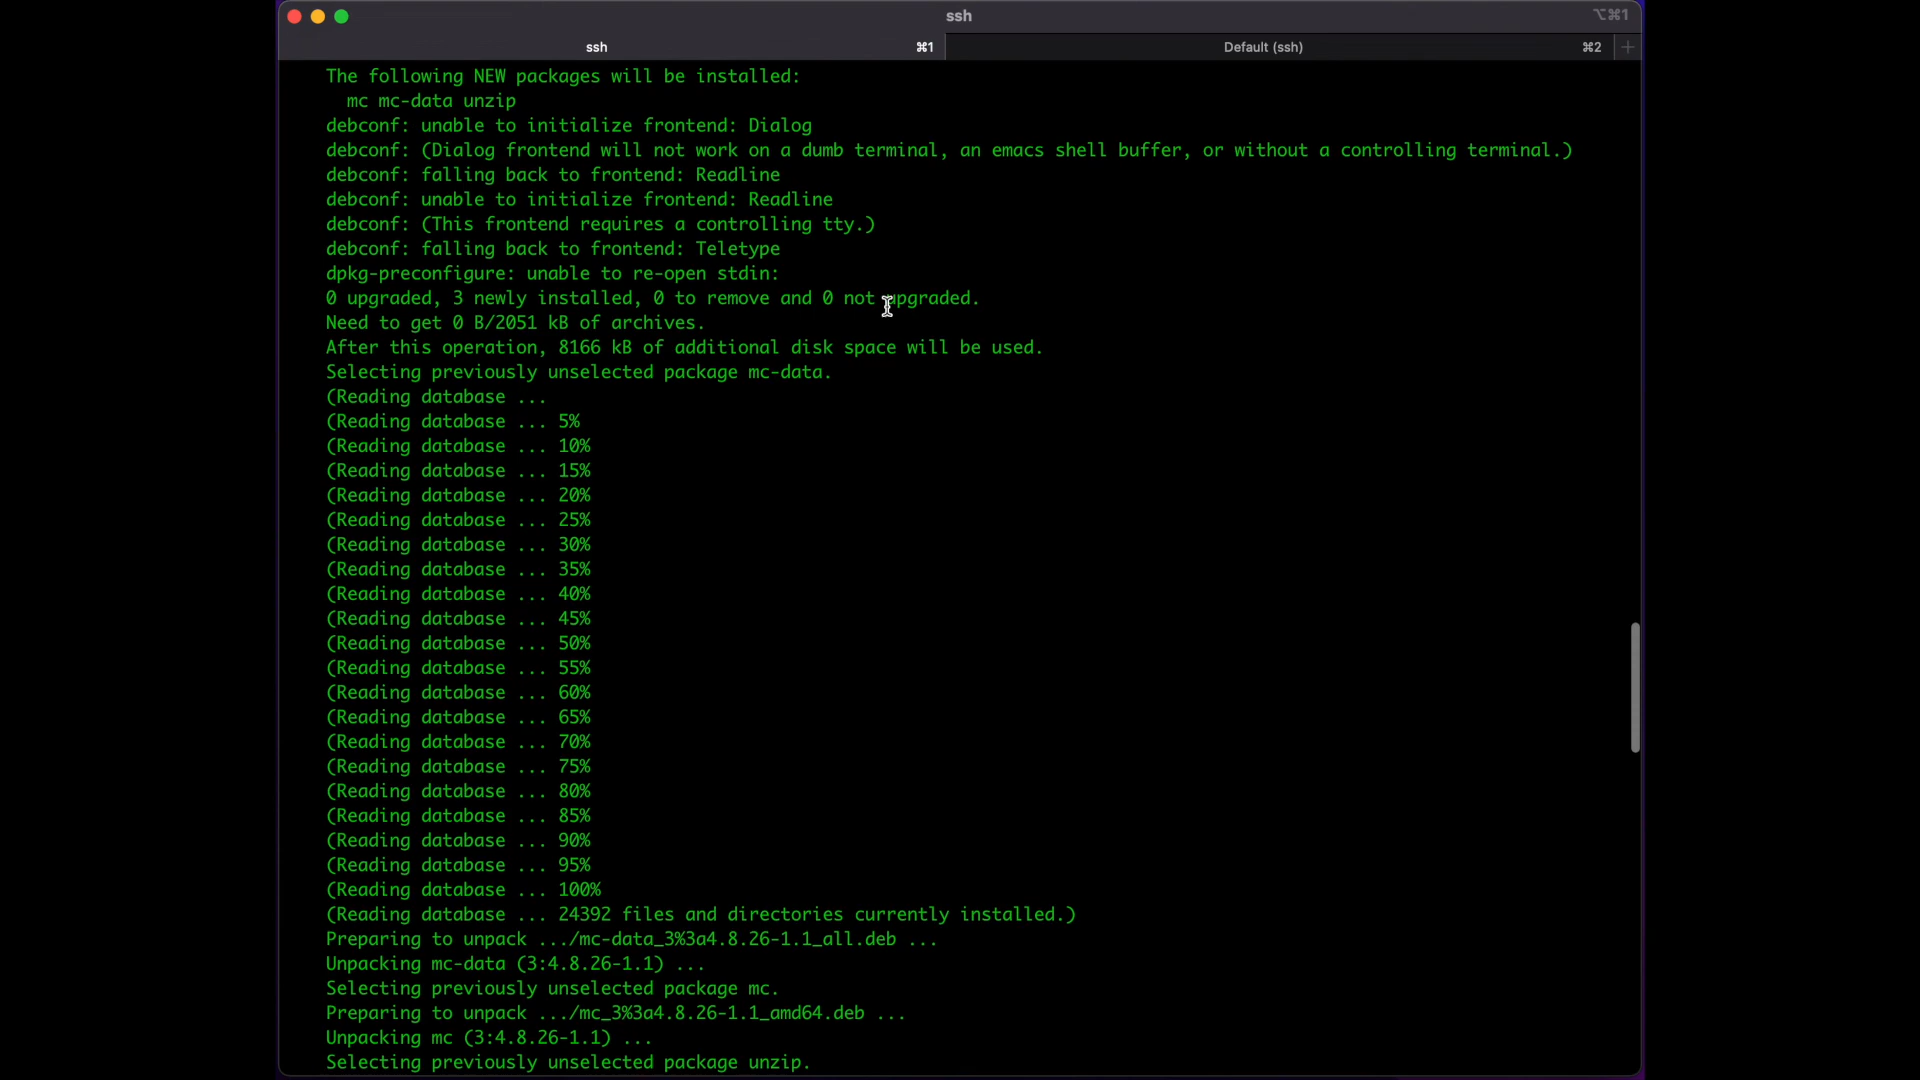 ssh
⌥⌘1
ssh ⌘1 Default (ssh) ⌘2 +
The following NEW packages will be installed:
mc mc-data unzip
debconf: unable to initialize frontend: Dialog
debconf: (Dialog frontend will not work on a dumb terminal, an emacs shell buffer, or without a controlling terminal.)
debconf: falling back to frontend: Readline
debconf: unable to initialize frontend: Readline
debconf: (This frontend requires a controlling tty.)
debconf: falling back to frontend: Teletype
dpkg-preconfigure: unable to re-open stdin:
0 upgraded, 3 newly installed, 0 to remove and 0 not upgraded.
Need to get 0 B/2051 kB of archives.
After this operation, 8166 kB of additional disk space will be used.
Selecting previously unselected package mc-data.
(Reading database ...
(Reading database ... 5%
(Reading database ... 10%
(Reading database ... 15%
(Reading database ... 20%
(Reading database ... 25%
(Reading database ... 30%
(Reading database ... 35%
(Reading database ... 40%
(Reading database ... 45%
(Reading database ... 50%
(Reading database ... 55%
(Reading database ... 60%
(Reading database ... 65%
(Reading database ... 70%
(Reading database ... 75%
(Reading database ... 80%
(Reading database ... 85%
(Reading database ... 90%
(Reading database ... 95%
(Reading database ... 100%
(Reading database ... 24392 files and directories currently installed.)
Preparing to unpack .../mc-data_3%3a4.8.26-1.1_all.deb ...
Unpacking mc-data (3:4.8.26-1.1) ...
Selecting previously unselected package mc.
Preparing to unpack .../mc_3%3a4.8.26-1.1_amd64.deb ...
Unpacking mc (3:4.8.26-1.1) ...
Selecting previously unselected package unzip.